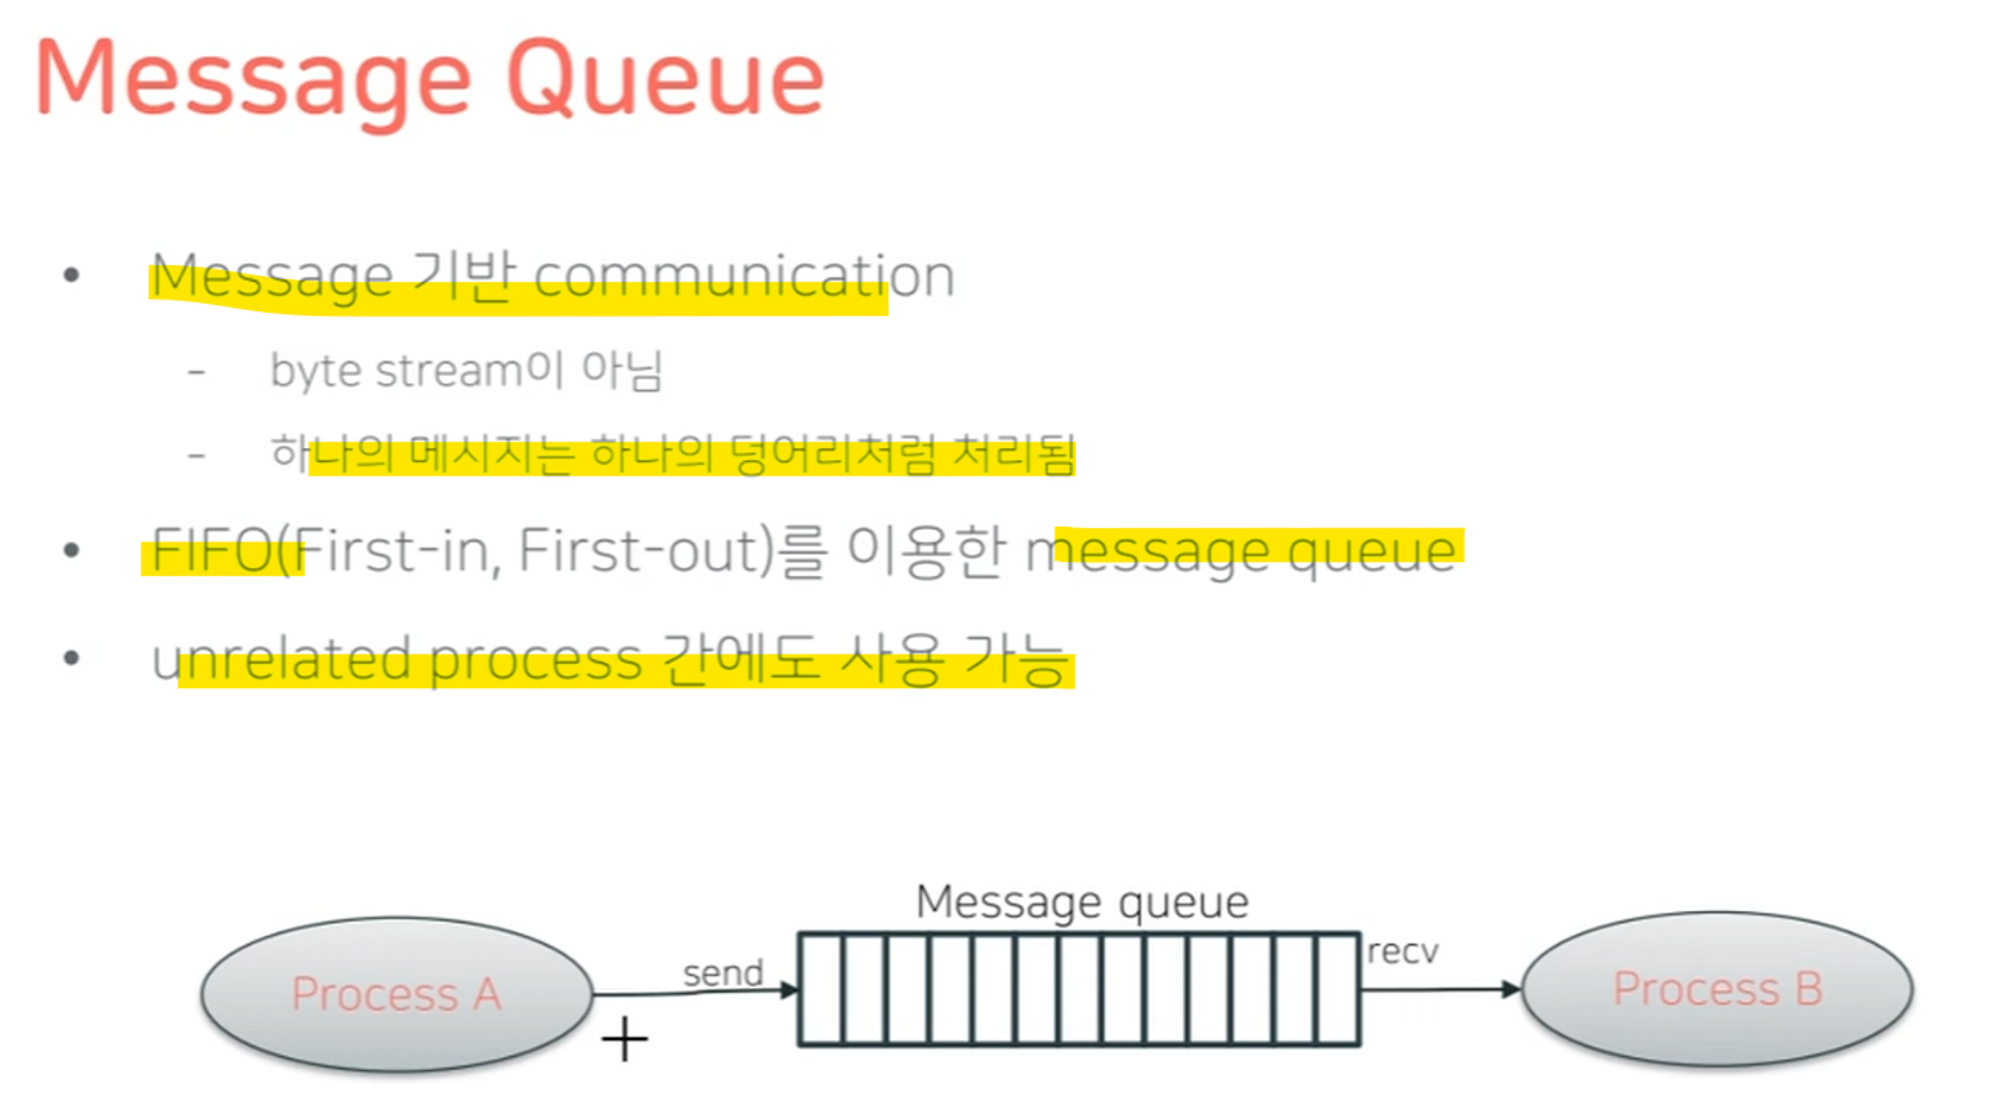 Message Queue
• Message 기반 communication
- byte stream이 아님
- 하나의 메시지는 하나의 덩어리처럼 처리됨
• FIFO(First-in, First-out)를 이용한 message queue
• unrelated process 간에도 사용 가능
Message queue
Process A
send
recv
Process B